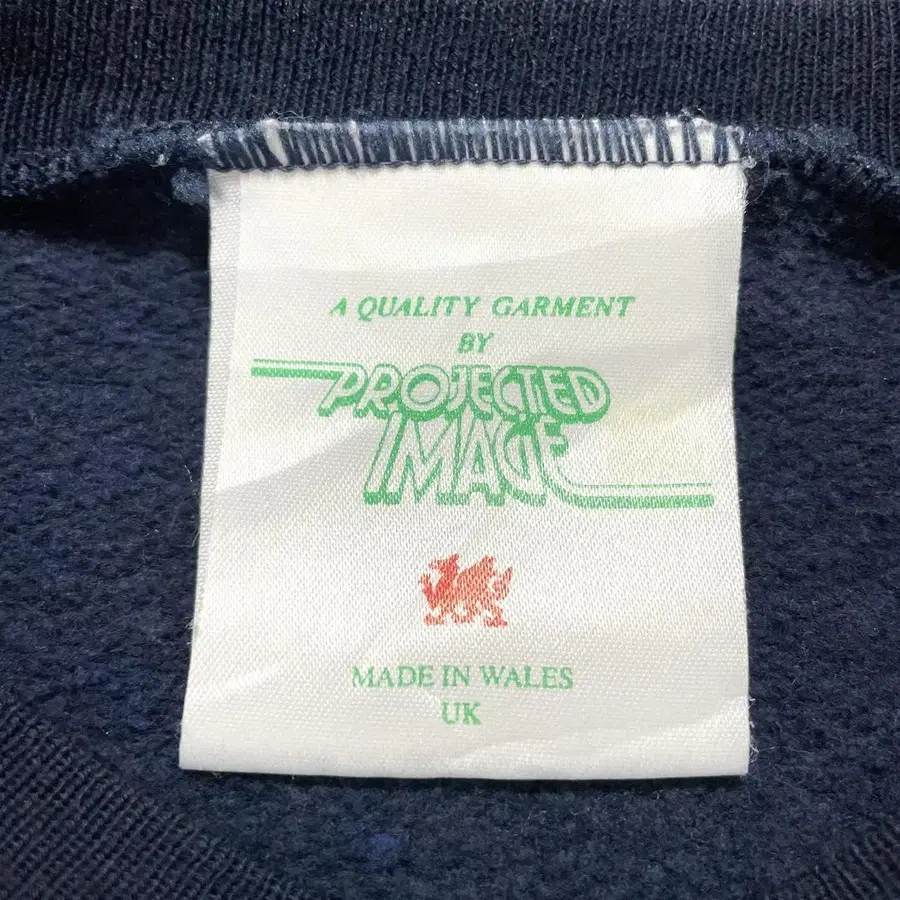 A QUALITY GARMENT
BY
PROJECTED
IMAGE
MADE IN WALES
UK